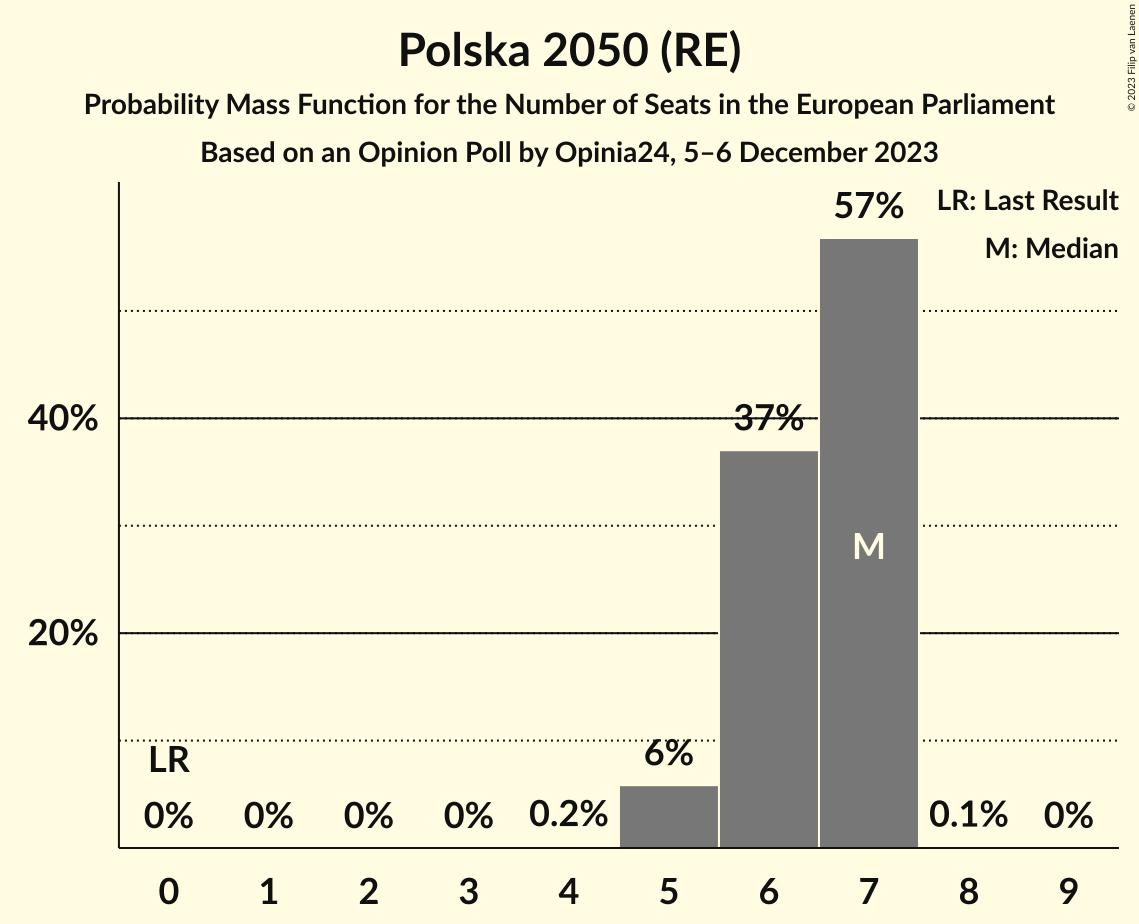 Polska 2050 (RE)
Probability Mass Function for the Number of Seats in the European Parliament
Based on an Opinion Poll by Opinia24, 5–6 December 2023
© 2023 Filip van Laenen
LR: Last Result
M: Median
57%
40%
37%
M
20%
6%
LR
0% 0% 0% 0% 0.2% 0.1% 0%
0 1 2 3 4 5 6 7 8 9